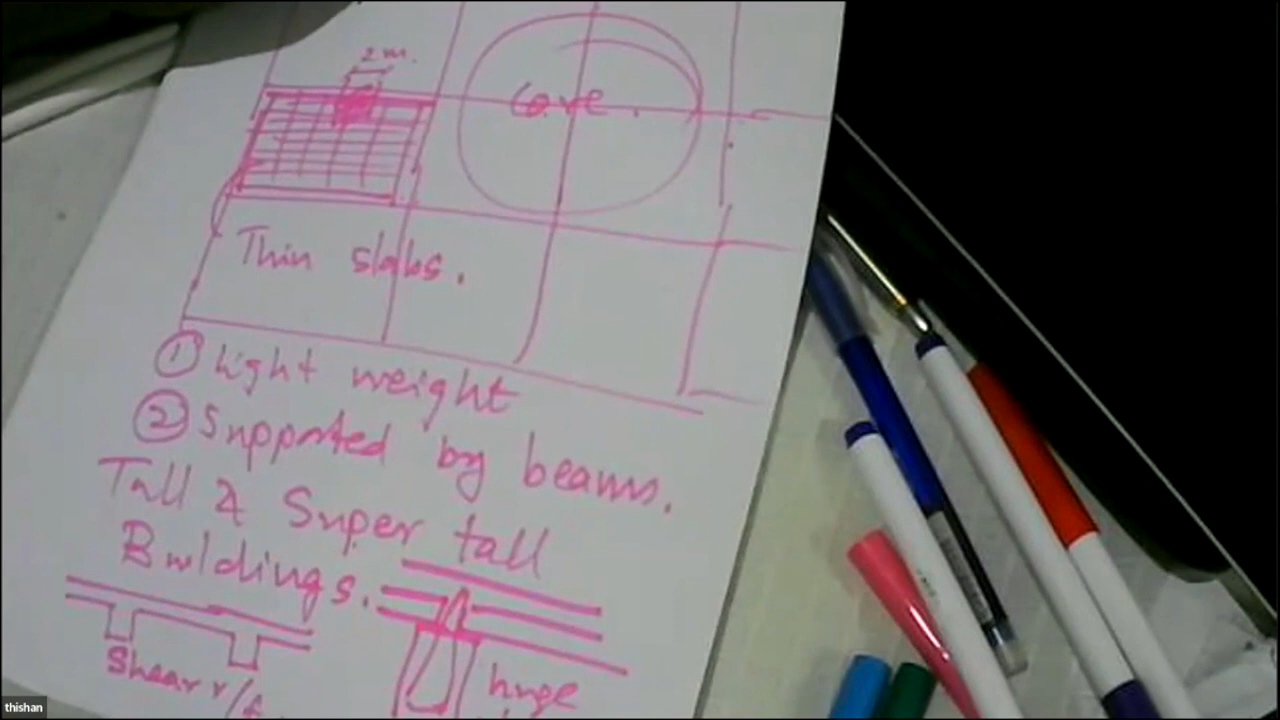 2m.
Core.
Thin slabs.
① light weight
② Supported by beams.
Tall & Super tall
Buildings.
Shear
huge
thishan